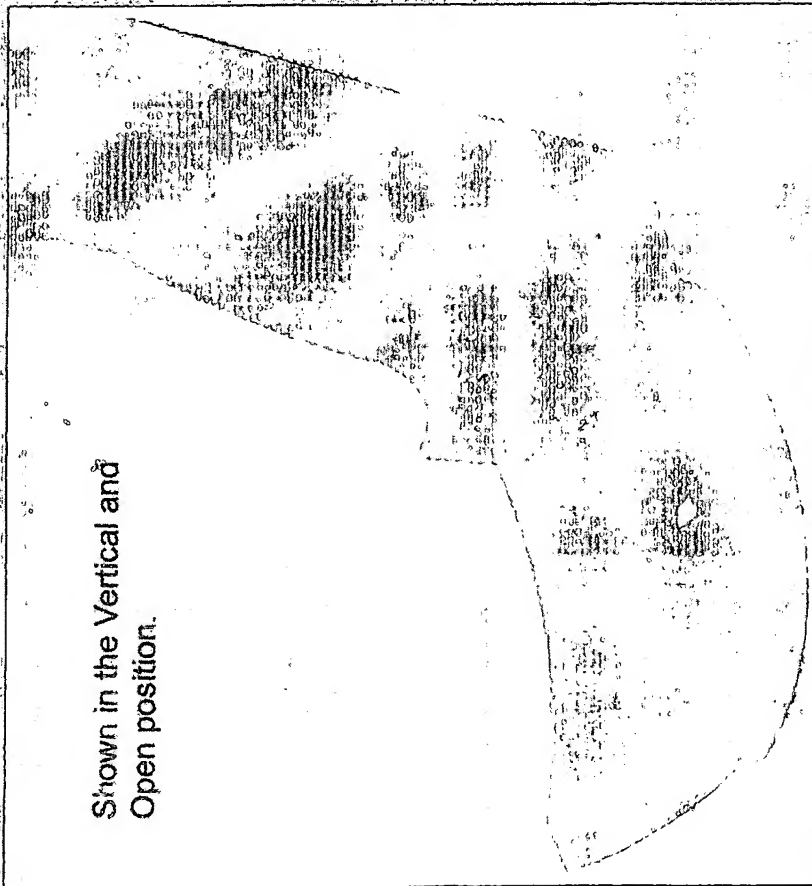 Shown in the Vertical and
Open position.